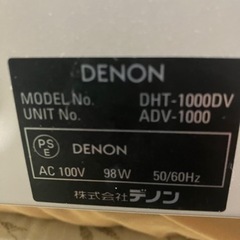 DENON
MODEL No. DHT-1000DV
UNIT No. ADV-1000
PS
E
DENON
AC 100V 98W 50/60Hz
株式会社デノン